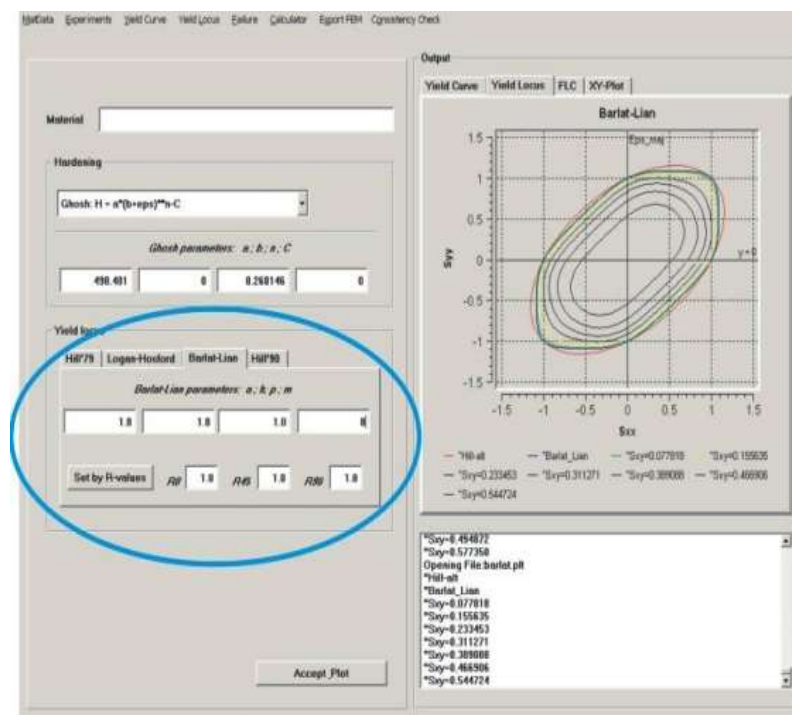 MatData Experiments Yield Curve Yield Locus Failure Calculator Export FEM Consistency Check
Output
Yield Curve Yield Locus FLC XY-Plot
Material
Barlat-Lian
Eps_maj
Hardening
Ghosh: H = a*(b+eps)**n-C
Ghosh parameters: a ; b ; n ; C
498.481 0 0.260146 0
Syy
y=0
1.5
1
0.5
0
-0.5
-1
-1.5
-1.5 -1 -0.5 0 0.5 1 1.5
Sxx
Yield locus
Hill'79 Logan-Hosford Barlat-Lian Hill'90
Barlat-Lian parameters: a ; h; p ; m
1.0 1.0 1.0 8
Set by R-values R0 1.0 R45 1.0 R90 1.0
"Hill-alt "Barlat_Lian "Sxy=0.077818 "Sxy=0.155635
"Sxy=0.233453 "Sxy=0.311271 "Sxy=0.389088 "Sxy=0.466906
"Sxy=0.544724
"Sxy=0.494872
"Sxy=0.577350
Opening File:barlat.plt
"Hill-alt
"Barlat_Lian
"Sxy=0.077818
"Sxy=0.155635
"Sxy=0.233453
"Sxy=0.311271
"Sxy=0.389088
"Sxy=0.466906
"Sxy=0.544724
Accept_Plot